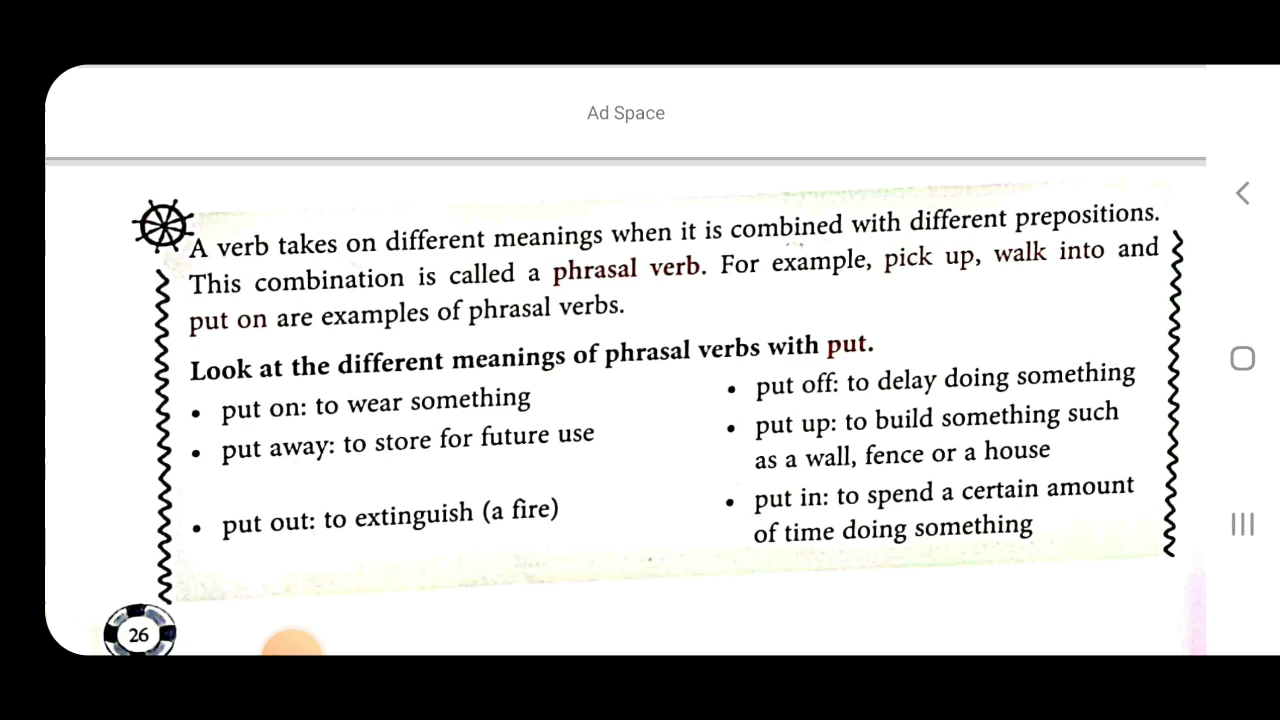 Ad Space
A verb takes on different meanings when it is combined with different prepositions.
This combination is called a phrasal verb. For example, pick up, walk into and
put on are examples of phrasal verbs.
Look at the different meanings of phrasal verbs with put.
• put on: to wear something
• put away: to store for future use
• put out: to extinguish (a fire)
• put off: to delay doing something
• put up: to build something such
as a wall, fence or a house
• put in: to spend a certain amount
of time doing something
26